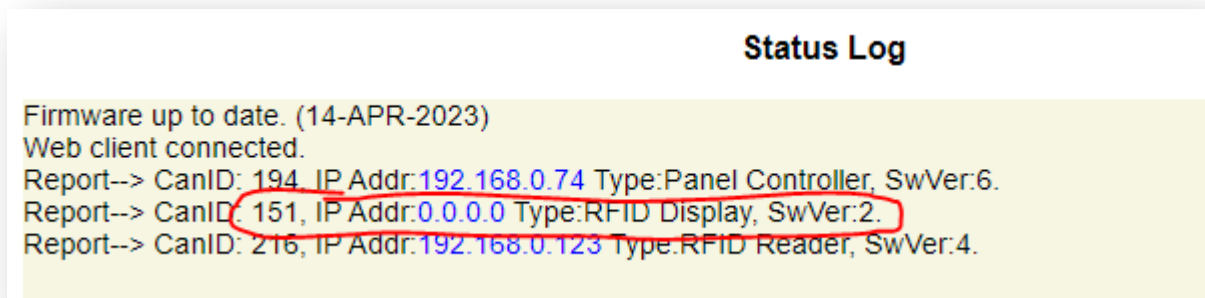 Status Log
Firmware up to date. (14-APR-2023)
Web client connected.
Report--> CanID: 194, IP Addr:192.168.0.74 Type:Panel Controller, SwVer:6.
Report--> CanID: 151, IP Addr:0.0.0.0 Type:RFID Display, SwVer:2.
Report--> CanID: 216, IP Addr:192.168.0.123 Type:RFID Reader, SwVer:4.